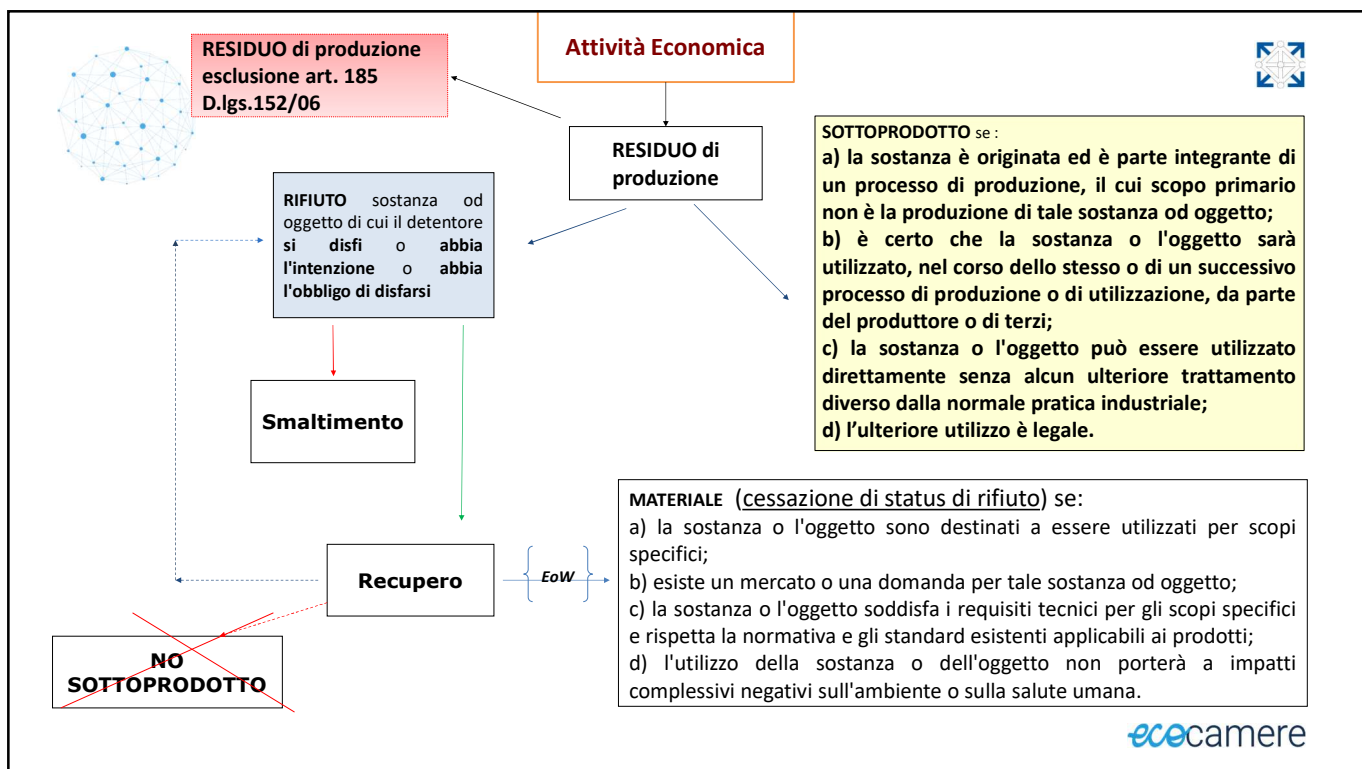 Attività Economica
RESIDUO di produzione
esclusione art. 185
D.lgs.152/06
RESIDUO di
produzione
RIFIUTO sostanza od
oggetto di cui il detentore
si disfi o abbia
l'intenzione o abbia
l'obbligo di disfarsi
SOTTOPRODOTTO se :
a) la sostanza è originata ed è parte integrante di
un processo di produzione, il cui scopo primario
non è la produzione di tale sostanza od oggetto;
b) è certo che la sostanza o l'oggetto sarà
utilizzato, nel corso dello stesso o di un successivo
processo di produzione o di utilizzazione, da parte
del produttore o di terzi;
c) la sostanza o l'oggetto può essere utilizzato
direttamente senza alcun ulteriore trattamento
diverso dalla normale pratica industriale;
d) l’ulteriore utilizzo è legale.
Smaltimento
Recupero
EoW
MATERIALE (cessazione di status di rifiuto) se:
a) la sostanza o l'oggetto sono destinati a essere utilizzati per scopi
specifici;
b) esiste un mercato o una domanda per tale sostanza od oggetto;
c) la sostanza o l'oggetto soddisfa i requisiti tecnici per gli scopi specifici
e rispetta la normativa e gli standard esistenti applicabili ai prodotti;
d) l'utilizzo della sostanza o dell'oggetto non porterà a impatti
complessivi negativi sull'ambiente o sulla salute umana.
NO
SOTTOPRODOTTO
ecocamere